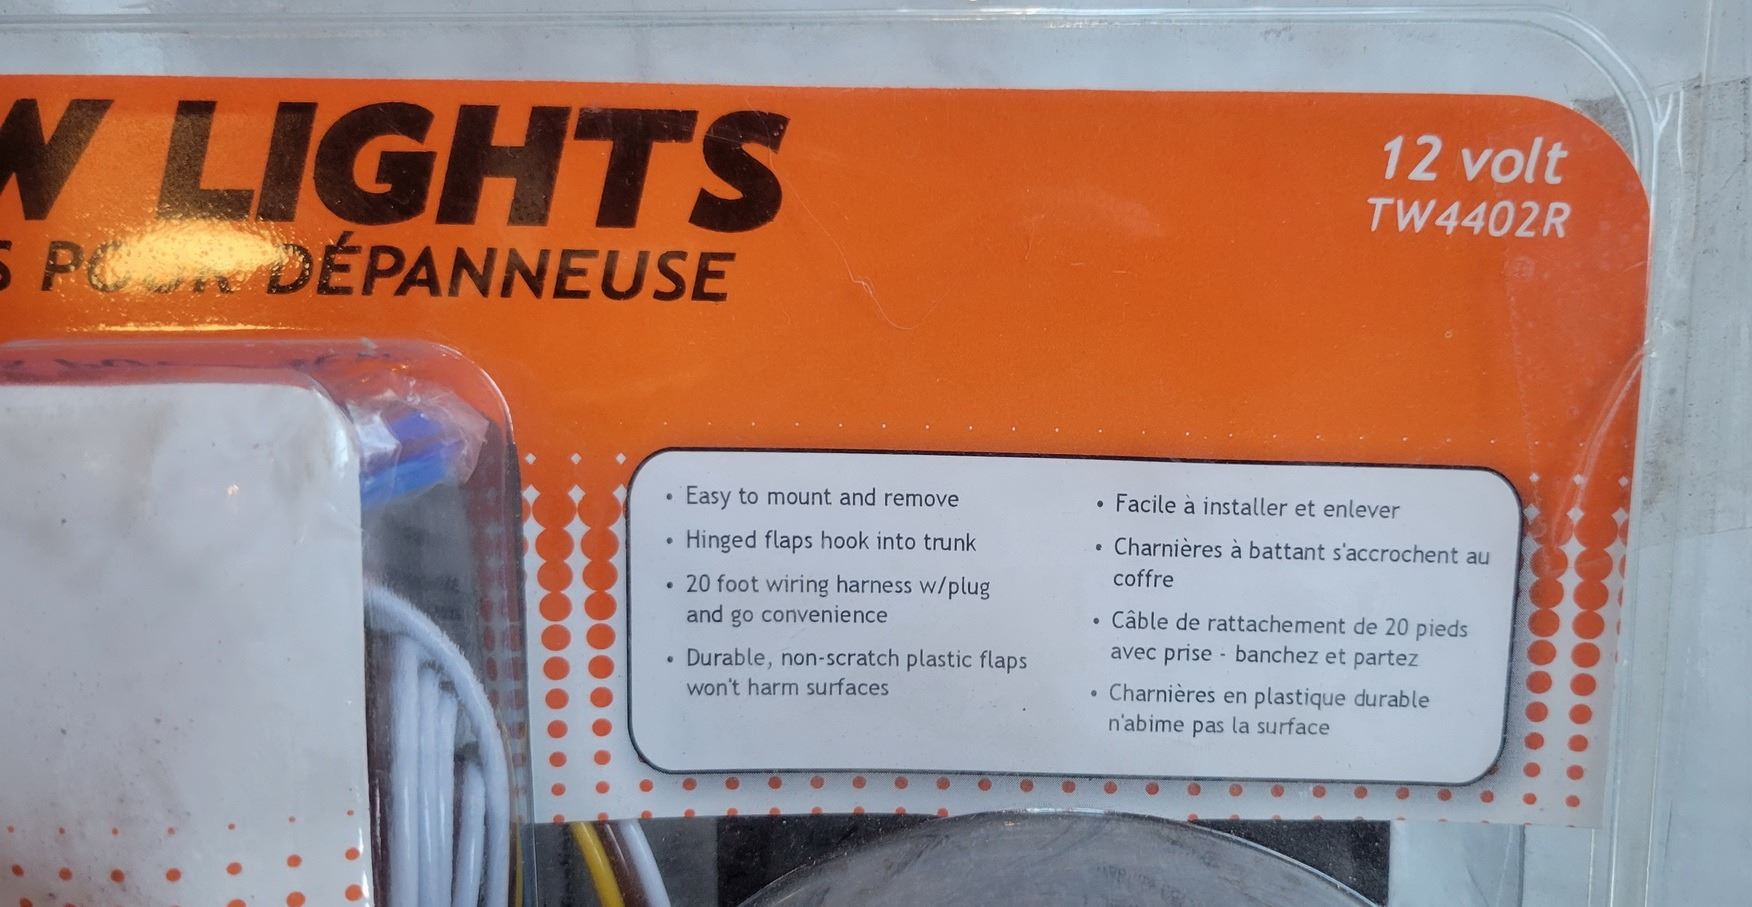 W LIGHTS
S POUR DÉPANNEUSE
12 volt
TW4402R
• Easy to mount and remove
• Hinged flaps hook into trunk
• 20 foot wiring harness w/plug
and go convenience
• Durable, non-scratch plastic flaps
won't harm surfaces
• Facile à installer et enlever
• Charnières à battant s'accrochent au
coffre
• Câble de rattachement de 20 pieds
avec prise - banchez et partez
• Charnières en plastique durable
n'abime pas la surface